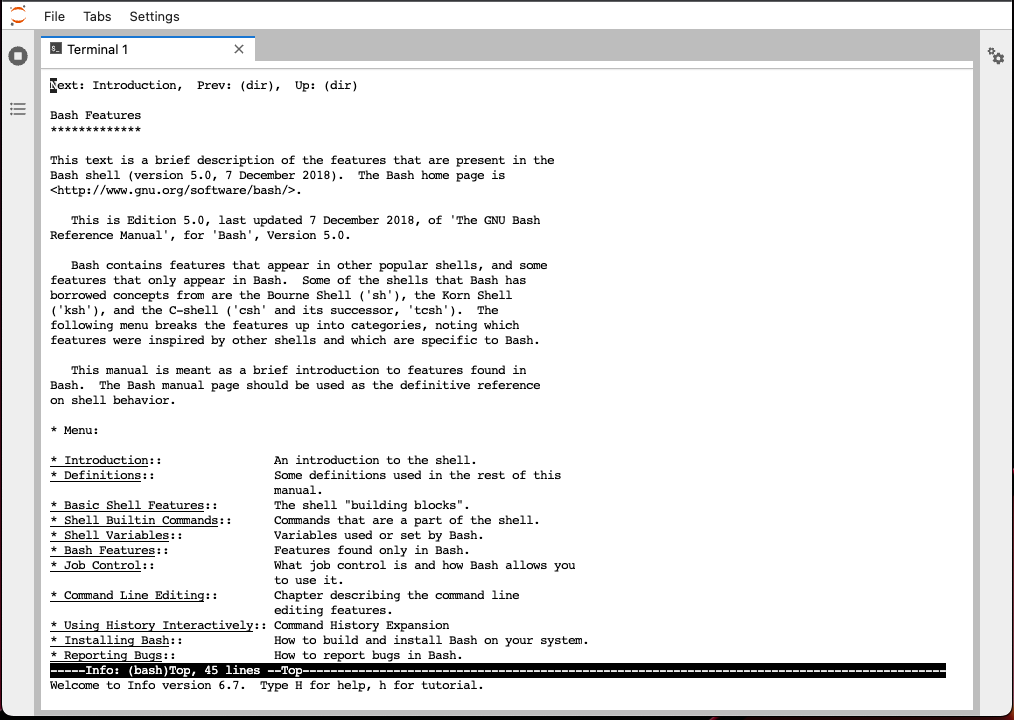 File Tabs Settings
Terminal 1
Next: Introduction,  Prev: (dir),  Up: (dir)
Bash Features
*************
This text is a brief description of the features that are present in the
Bash shell (version 5.0, 7 December 2018).  The Bash home page is
<http://www.gnu.org/software/bash/>.
This is Edition 5.0, last updated 7 December 2018, of 'The GNU Bash
Reference Manual', for 'Bash', Version 5.0.
Bash contains features that appear in other popular shells, and some
features that only appear in Bash.  Some of the shells that Bash has
borrowed concepts from are the Bourne Shell ('sh'), the Korn Shell
('ksh'), and the C-shell ('csh' and its successor, 'tcsh').  The
following menu breaks the features up into categories, noting which
features were inspired by other shells and which are specific to Bash.
This manual is meant as a brief introduction to features found in
Bash.  The Bash manual page should be used as the definitive reference
on shell behavior.
* Menu:
* Introduction::                An introduction to the shell.
* Definitions::                 Some definitions used in the rest of this
manual.
* Basic Shell Features::        The shell "building blocks".
* Shell Builtin Commands::      Commands that are a part of the shell.
* Shell Variables::             Variables used or set by Bash.
* Bash Features::               Features found only in Bash.
* Job Control::                 What job control is and how Bash allows you
to use it.
* Command Line Editing::        Chapter describing the command line
editing features.
* Using History Interactively:: Command History Expansion
* Installing Bash::             How to build and install Bash on your system.
* Reporting Bugs::              How to report bugs in Bash.
-----Info: (bash)Top, 45 lines --Top--------------------------------------------------------------------------------------------
Welcome to Info version 6.7.  Type H for help, h for tutorial.